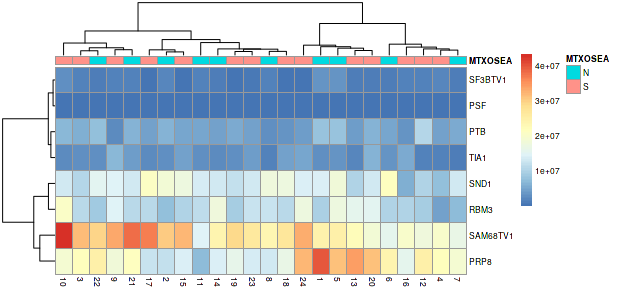 MTXOSEA
SF3BTV1
PSF
PTB
TIA1
SND1
RBM3
SAM68TV1
PRP8
10 3 22 9 21 17 2 15 11 14 19 23 8 18 24 1 5 13 20 6 16 12 4 7
4e+07
3e+07
2e+07
1e+07
MTXOSEA
N
S